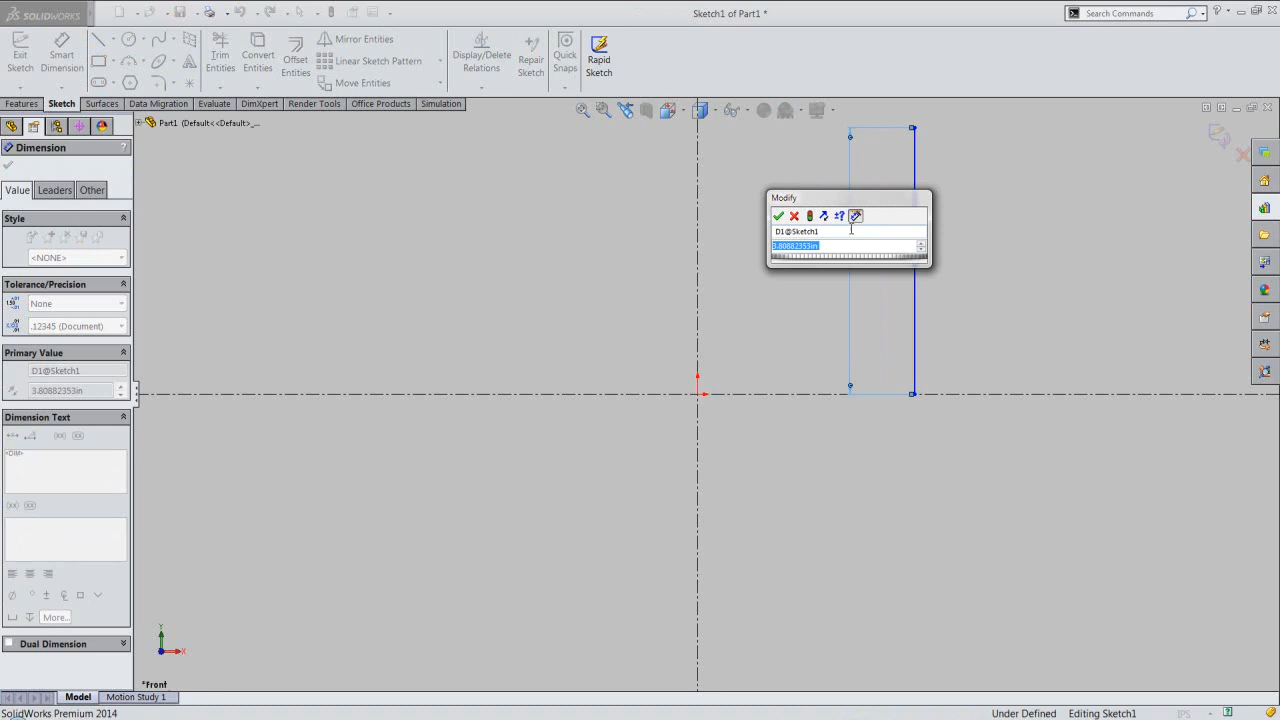 SOLIDWORKS
Sketch1 of Part1 *
Search Commands
Exit Sketch
Smart Dimension
Trim Entities
Convert Entities
Offset Entities
Mirror Entities
Linear Sketch Pattern
Move Entities
Display/Delete Relations
Repair Sketch
Quick Snaps
Rapid Sketch
Features
Sketch
Surfaces
Data Migration
Evaluate
DimXpert
Render Tools
Office Products
Simulation
Part1 (Default<<Default>_...
Dimension
?
Value
Leaders
Other
Style
<NONE>
Tolerance/Precision
None
.12345 (Document)
Primary Value
D1@Sketch1
3.80882353in
Dimension Text
<DIM>
More...
Dual Dimension
Modify
D1@Sketch1
3.80882353in
Y
X
*Front
Model
Motion Study 1
SolidWorks Premium 2014
Under Defined
Editing Sketch1
IPS